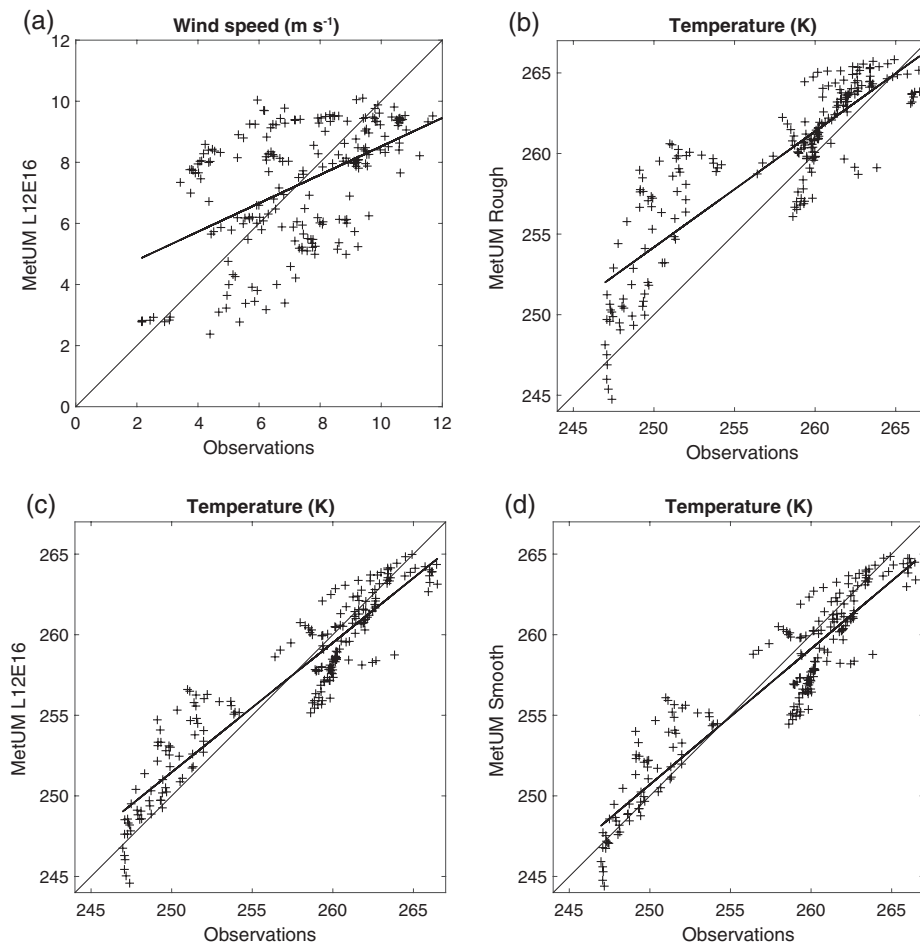 (a)
Wind speed (m s⁻¹)
12
10
8
6
4
2
0
0 2 4 6 8 10 12
MetUM L12E16
Observations
(b)
Temperature (K)
265
260
255
250
245
245 250 255 260 265
MetUM Rough
Observations
(c)
Temperature (K)
265
260
255
250
245
245 250 255 260 265
MetUM L12E16
Observations
(d)
Temperature (K)
265
260
255
250
245
245 250 255 260 265
MetUM Smooth
Observations